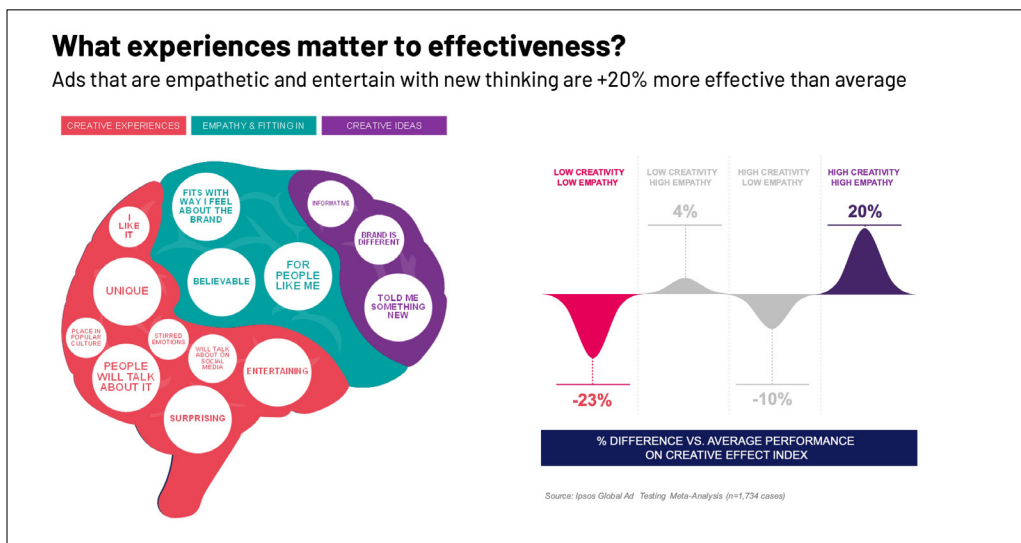 What experiences matter to effectiveness?
Ads that are empathetic and entertain with new thinking are +20% more effective than average
CREATIVE EXPERIENCES
EMPATHY & FITTING IN
CREATIVE IDEAS
FITS WITH
WAY I FEEL
ABOUT THE
BRAND
I
LIKE
IT
INFORMATIVE
BRAND IS
DIFFERENT
UNIQUE
BELIEVABLE
FOR
PEOPLE
LIKE ME
TOLD ME
SOMETHING
NEW
PLACE IN
POPULAR
CULTURE
STIRRED
EMOTIONS
WILL TALK
ABOUT ON
SOCIAL
MEDIA
ENTERTAINING
PEOPLE
WILL TALK
ABOUT IT
SURPRISING
LOW CREATIVITY
LOW EMPATHY
LOW CREATIVITY
HIGH EMPATHY
HIGH CREATIVITY
LOW EMPATHY
HIGH CREATIVITY
HIGH EMPATHY
4%
20%
-23%
-10%
% DIFFERENCE VS. AVERAGE PERFORMANCE
ON CREATIVE EFFECT INDEX
Source: Ipsos Global Ad Testing Meta-Analysis (n=1,734 cases)